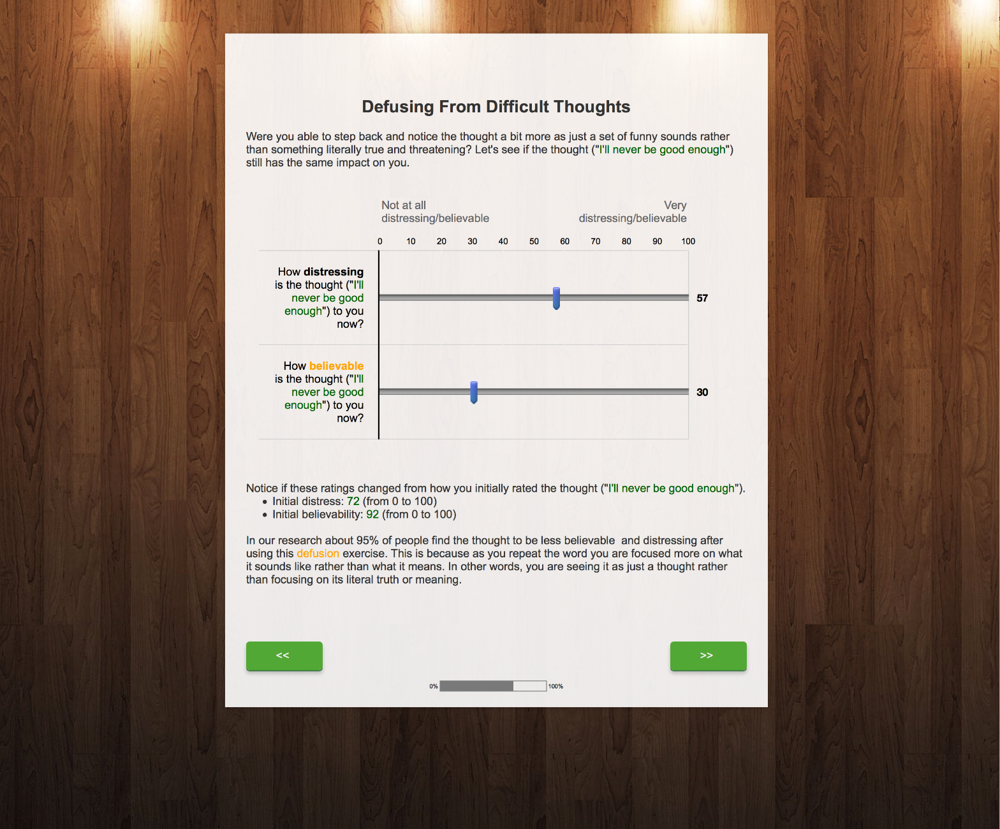 Defusing From Difficult Thoughts
Were you able to step back and notice the thought a bit more as just a set of funny sounds rather
than something literally true and threatening? Let's see if the thought ("I'll never be good enough")
still has the same impact on you.
Not at all
distressing/believable
Very
distressing/believable
0 10 20 30 40 50 60 70 80 90 100
How distressing
is the thought ("I'll
never be good
enough") to you
now?
57
How believable
is the thought ("I'll
never be good
enough") to you
now?
30
Notice if these ratings changed from how you initially rated the thought ("I'll never be good enough").
• Initial distress: 72 (from 0 to 100)
• Initial believability: 92 (from 0 to 100)
In our research about 95% of people find the thought to be less believable  and distressing after
using this defusion exercise. This is because as you repeat the word you are focused more on what
it sounds like rather than what it means. In other words, you are seeing it as just a thought rather
than focusing on its literal truth or meaning.
<< >>
0% 100%